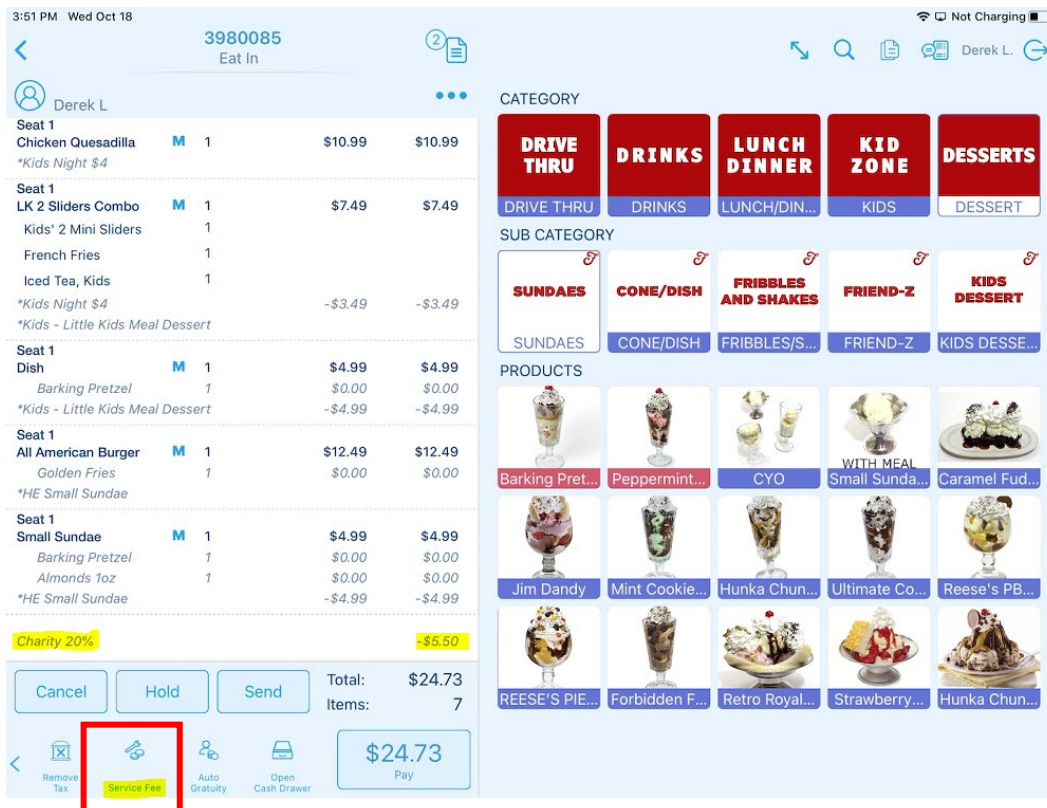 3:51 PM Wed Oct 18
Not Charging
3980085
Eat In
2
Derek L.
Derek L
Seat 1
Chicken Quesadilla M 1 $10.99 $10.99
*Kids Night $4
Seat 1
LK 2 Sliders Combo M 1 $7.49 $7.49
Kids' 2 Mini Sliders 1
French Fries 1
Iced Tea, Kids 1
*Kids Night $4 -$3.49 -$3.49
*Kids - Little Kids Meal Dessert
Seat 1
Dish M 1 $4.99 $4.99
Barking Pretzel 1 $0.00 $0.00
*Kids - Little Kids Meal Dessert -$4.99 -$4.99
Seat 1
All American Burger M 1 $12.49 $12.49
Golden Fries 1 $0.00 $0.00
*HE Small Sundae
Seat 1
Small Sundae M 1 $4.99 $4.99
Barking Pretzel 1 $0.00 $0.00
Almonds 1oz 1 $0.00 $0.00
*HE Small Sundae -$4.99 -$4.99
Charity 20% -$5.50
Cancel Hold Send
Total: $24.73
Items: 7
Remove
Tax
Service Fee
Auto
Gratuity
Open
Cash Drawer
$24.73
Pay
CATEGORY
DRIVE
THRU
DRINKS
LUNCH
DINNER
KID
ZONE
DESSERTS
DRIVE THRU DRINKS LUNCH/DIN... KIDS DESSERT
SUB CATEGORY
SUNDAES
CONE/DISH
FRIBBLES
AND SHAKES
FRIEND-Z
KIDS
DESSERT
SUNDAES CONE/DISH FRIBBLES/S... FRIEND-Z KIDS DESSE...
PRODUCTS
WITH MEAL
Barking Pret... Peppermint... CYO Small Sunda... Caramel Fud...
Jim Dandy Mint Cookie... Hunka Chun... Ultimate Co... Reese's PB...
REESE'S PIE... Forbidden F... Retro Royal... Strawberry... Hunka Chun...